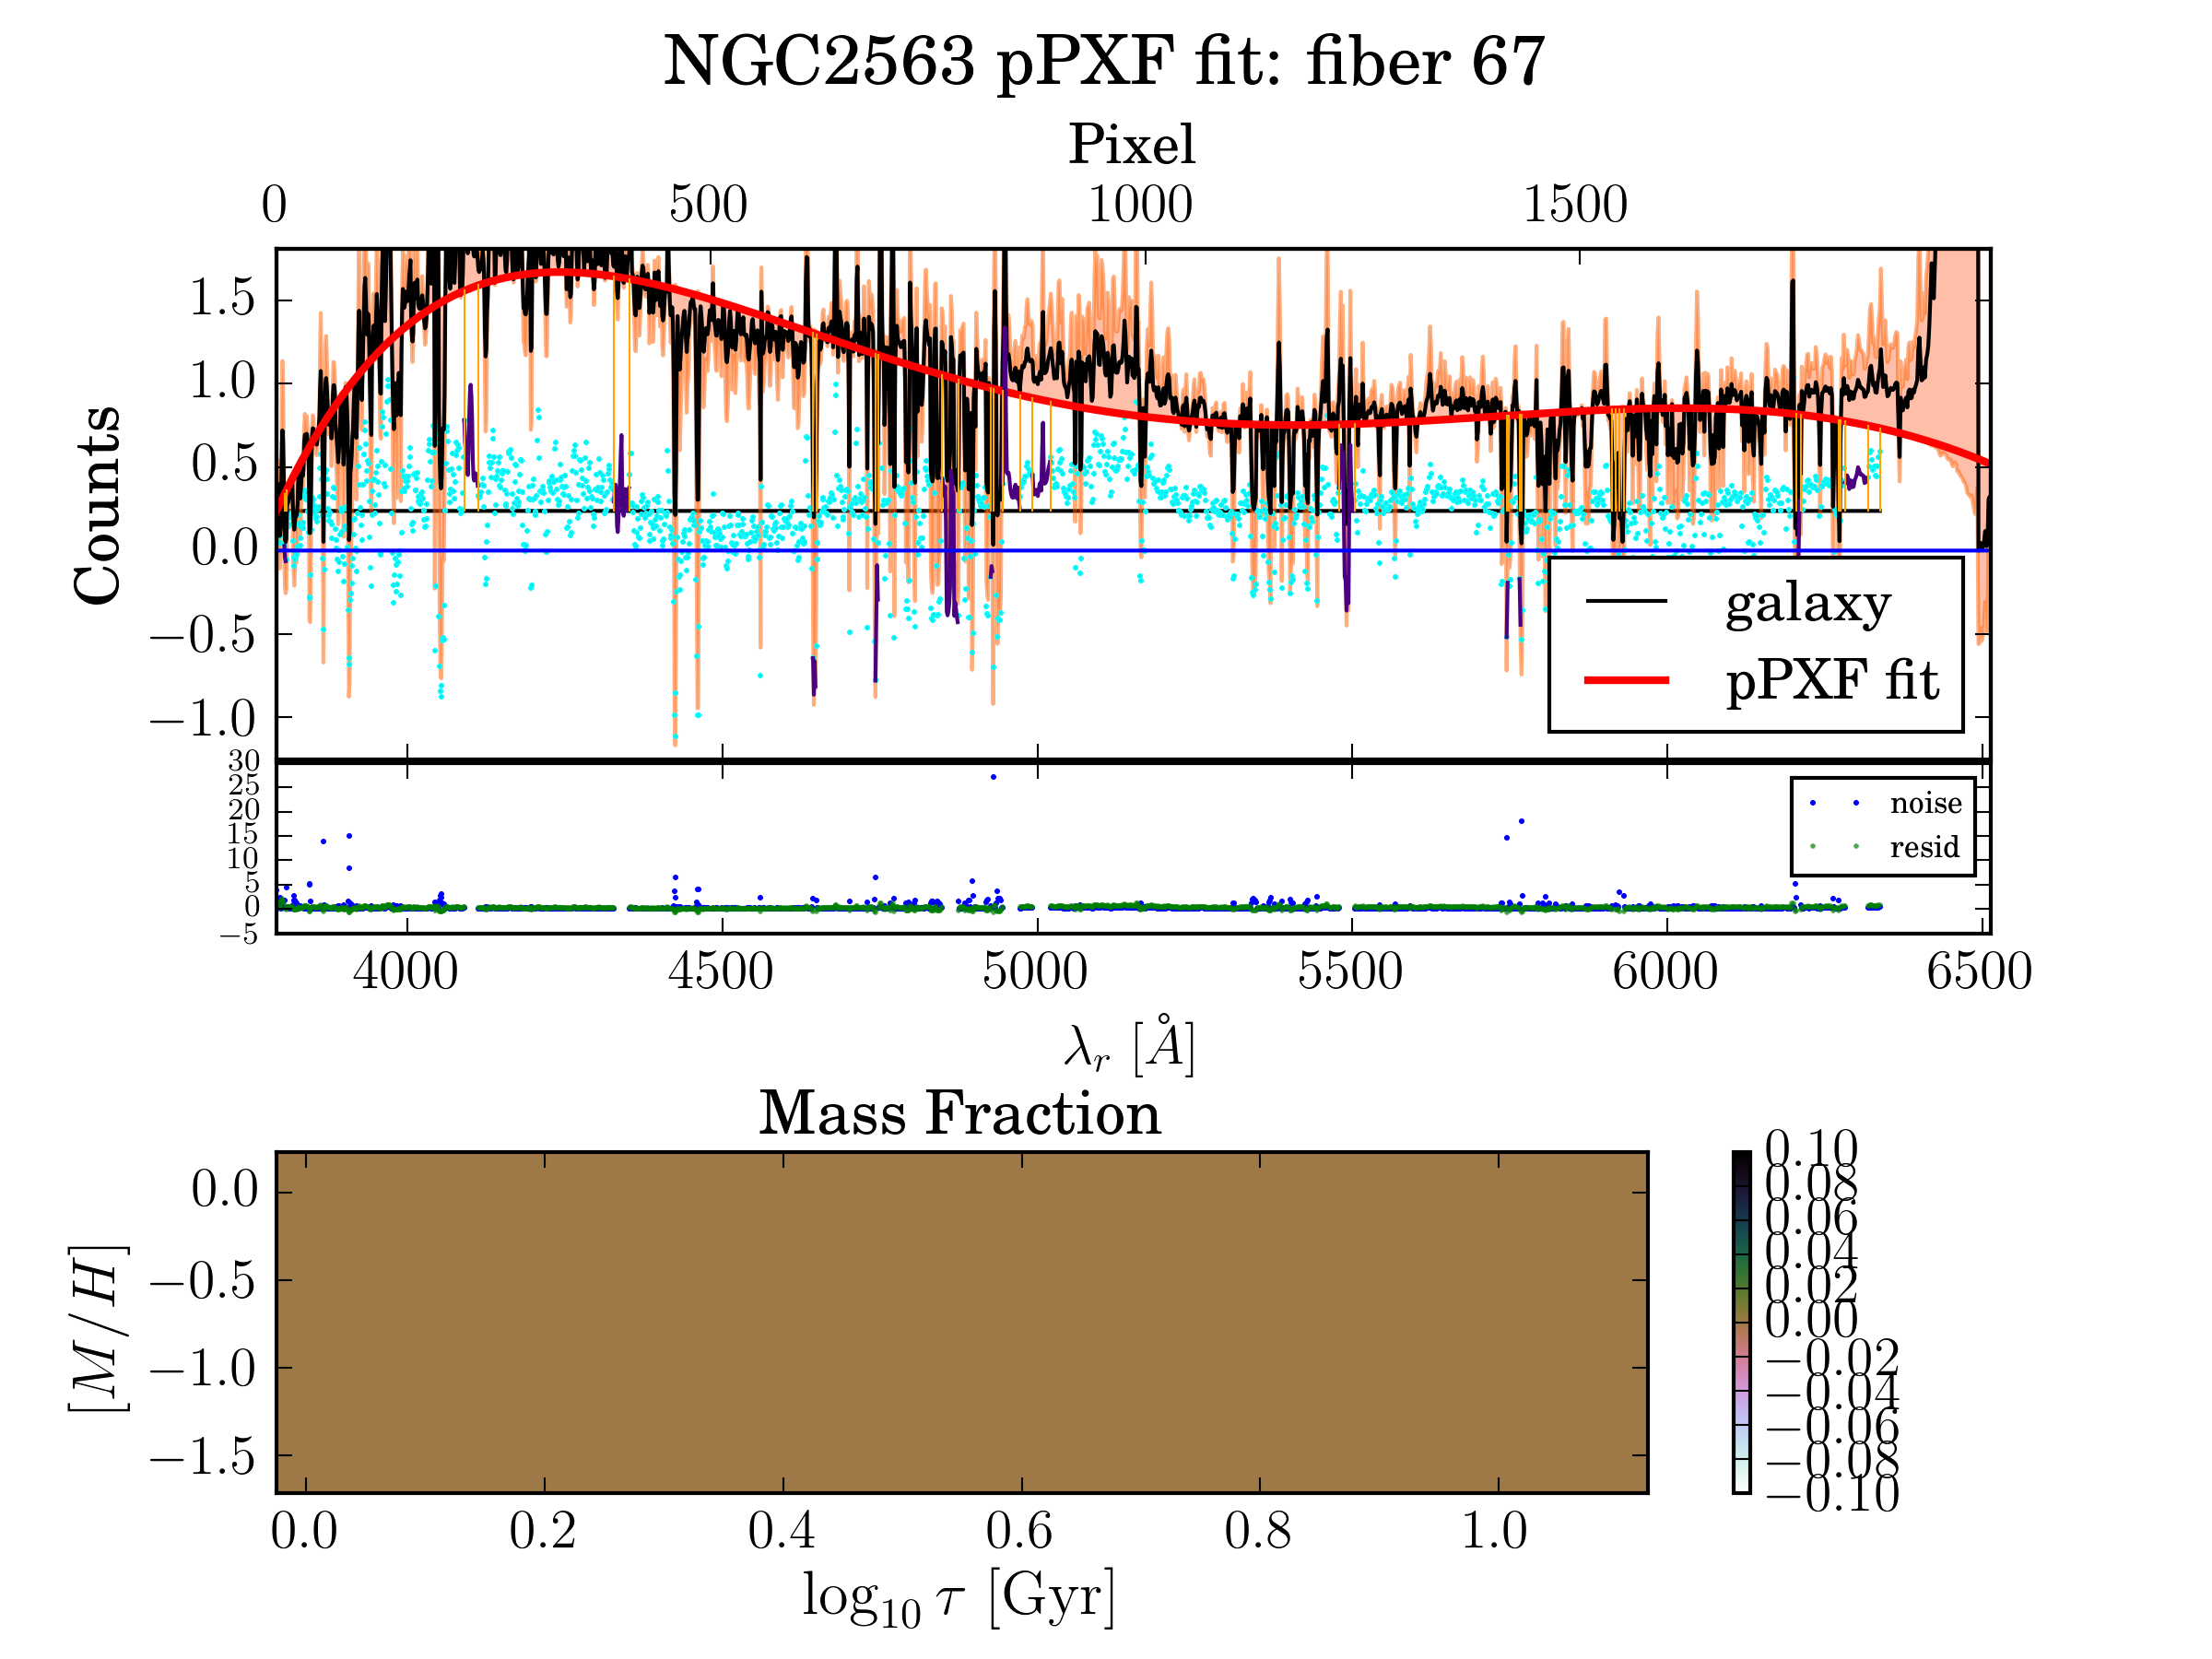 NGC2563 pPXF fit: fiber 67
Pixel
0 500 1000 1500
Counts
1.5
1.0
0.5
0.0
−0.5
−1.0
galaxy
pPXF fit
30
25
20
15
10
5
0
−5
noise
resid
4000 4500 5000 5500 6000 6500
λr [Å]
Mass Fraction
[M/H]
0.0
−0.5
−1.0
−1.5
0.0 0.2 0.4 0.6 0.8 1.0
log10 τ [Gyr]
0.10
0.08
0.06
0.04
0.02
0.00
−0.02
−0.04
−0.06
−0.08
−0.10